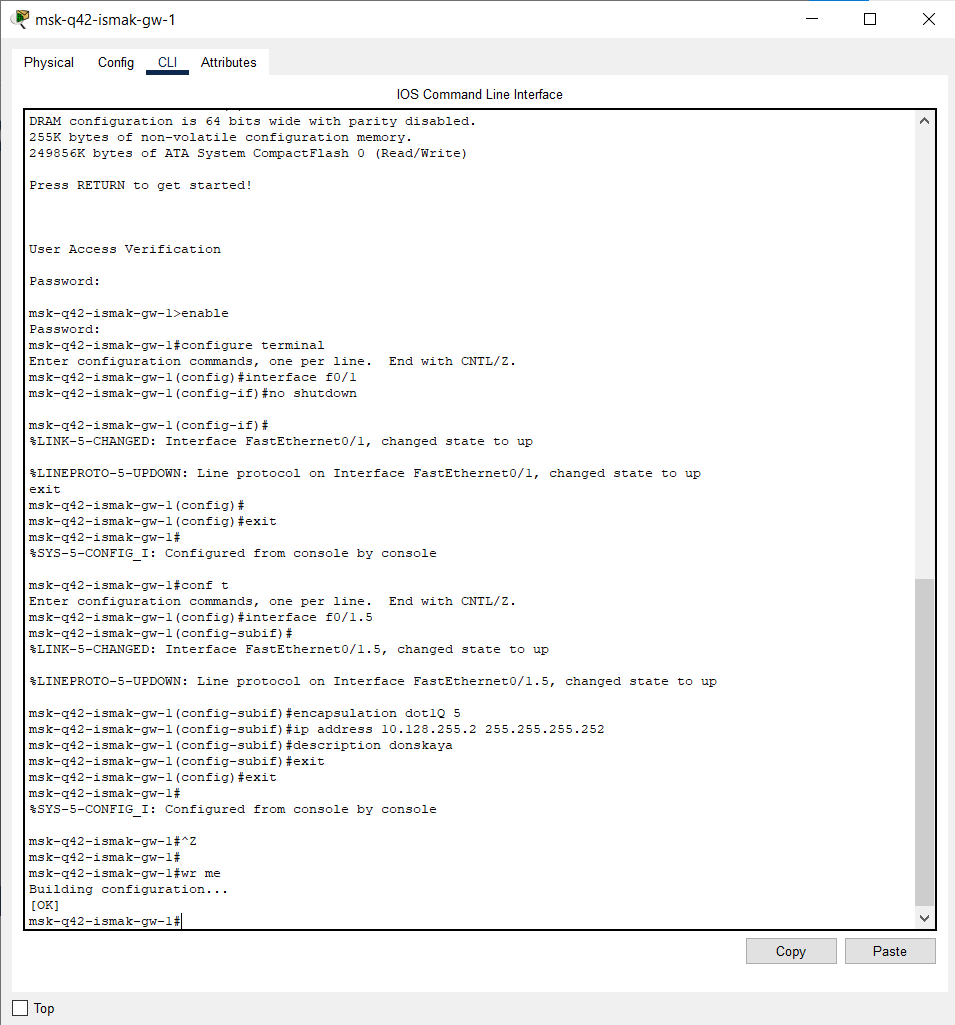 msk-q42-ismak-gw-1
Physical Config CLI Attributes
IOS Command Line Interface
DRAM configuration is 64 bits wide with parity disabled.
255K bytes of non-volatile configuration memory.
249856K bytes of ATA System CompactFlash 0 (Read/Write)
Press RETURN to get started!
User Access Verification
Password:
msk-q42-ismak-gw-1>enable
Password:
msk-q42-ismak-gw-1#configure terminal
Enter configuration commands, one per line.  End with CNTL/Z.
msk-q42-ismak-gw-1(config)#interface f0/1
msk-q42-ismak-gw-1(config-if)#no shutdown
msk-q42-ismak-gw-1(config-if)#
%LINK-5-CHANGED: Interface FastEthernet0/1, changed state to up
%LINEPROTO-5-UPDOWN: Line protocol on Interface FastEthernet0/1, changed state to up
exit
msk-q42-ismak-gw-1(config)#
msk-q42-ismak-gw-1(config)#exit
msk-q42-ismak-gw-1#
%SYS-5-CONFIG_I: Configured from console by console
msk-q42-ismak-gw-1#conf t
Enter configuration commands, one per line.  End with CNTL/Z.
msk-q42-ismak-gw-1(config)#interface f0/1.5
msk-q42-ismak-gw-1(config-subif)#
%LINK-5-CHANGED: Interface FastEthernet0/1.5, changed state to up
%LINEPROTO-5-UPDOWN: Line protocol on Interface FastEthernet0/1.5, changed state to up
msk-q42-ismak-gw-1(config-subif)#encapsulation dot1Q 5
msk-q42-ismak-gw-1(config-subif)#ip address 10.128.255.2 255.255.255.252
msk-q42-ismak-gw-1(config-subif)#description donskaya
msk-q42-ismak-gw-1(config-subif)#exit
msk-q42-ismak-gw-1(config)#exit
msk-q42-ismak-gw-1#
%SYS-5-CONFIG_I: Configured from console by console
msk-q42-ismak-gw-1#^Z
msk-q42-ismak-gw-1#
msk-q42-ismak-gw-1#wr me
Building configuration...
[OK]
msk-q42-ismak-gw-1#
Copy Paste
Top